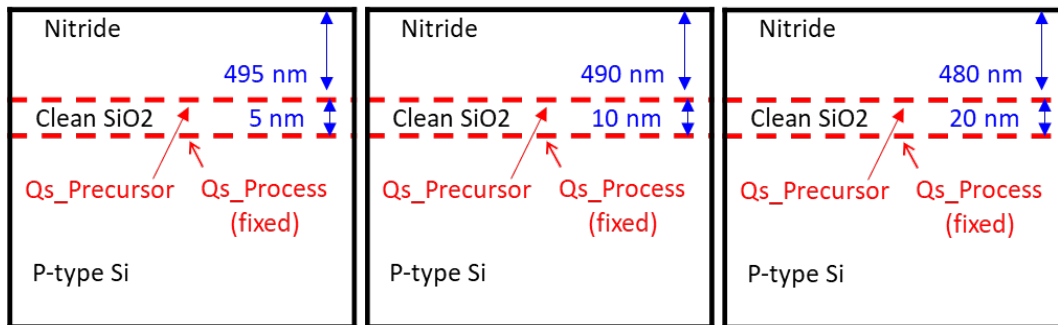 Nitride
495 nm
Clean SiO2
5 nm
Qs_Precursor
Qs_Process
(fixed)
P-type Si
Nitride
490 nm
Clean SiO2
10 nm
Qs_Precursor
Qs_Process
(fixed)
P-type Si
Nitride
480 nm
Clean SiO2
20 nm
Qs_Precursor
Qs_Process
(fixed)
P-type Si